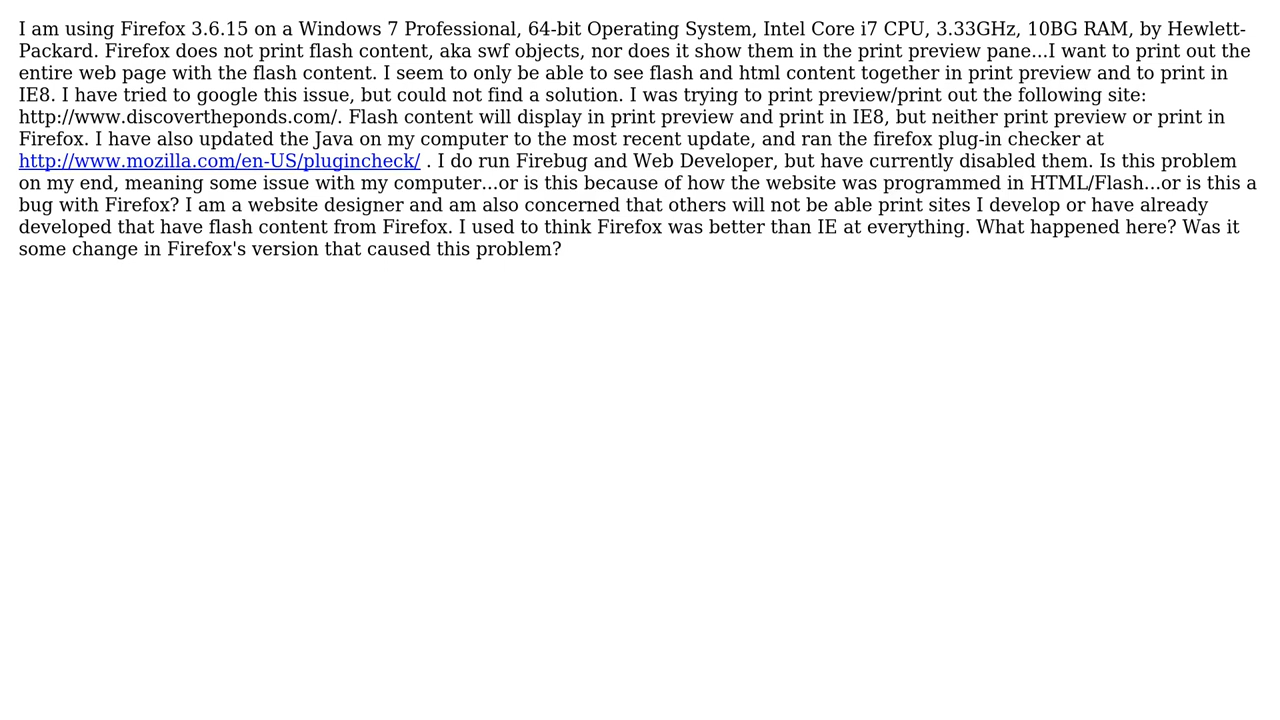 I am using Firefox 3.6.15 on a Windows 7 Professional, 64-bit Operating System, Intel Core i7 CPU, 3.33GHz, 10BG RAM, by Hewlett-
Packard. Firefox does not print flash content, aka swf objects, nor does it show them in the print preview pane...I want to print out the
entire web page with the flash content. I seem to only be able to see flash and html content together in print preview and to print in
IE8. I have tried to google this issue, but could not find a solution. I was trying to print preview/print out the following site:
http://www.discovertheponds.com/. Flash content will display in print preview and print in IE8, but neither print preview or print in
Firefox. I have also updated the Java on my computer to the most recent update, and ran the firefox plug-in checker at
http://www.mozilla.com/en-US/plugincheck/ . I do run Firebug and Web Developer, but have currently disabled them. Is this problem
on my end, meaning some issue with my computer...or is this because of how the website was programmed in HTML/Flash...or is this a
bug with Firefox? I am a website designer and am also concerned that others will not be able print sites I develop or have already
developed that have flash content from Firefox. I used to think Firefox was better than IE at everything. What happened here? Was it
some change in Firefox's version that caused this problem?